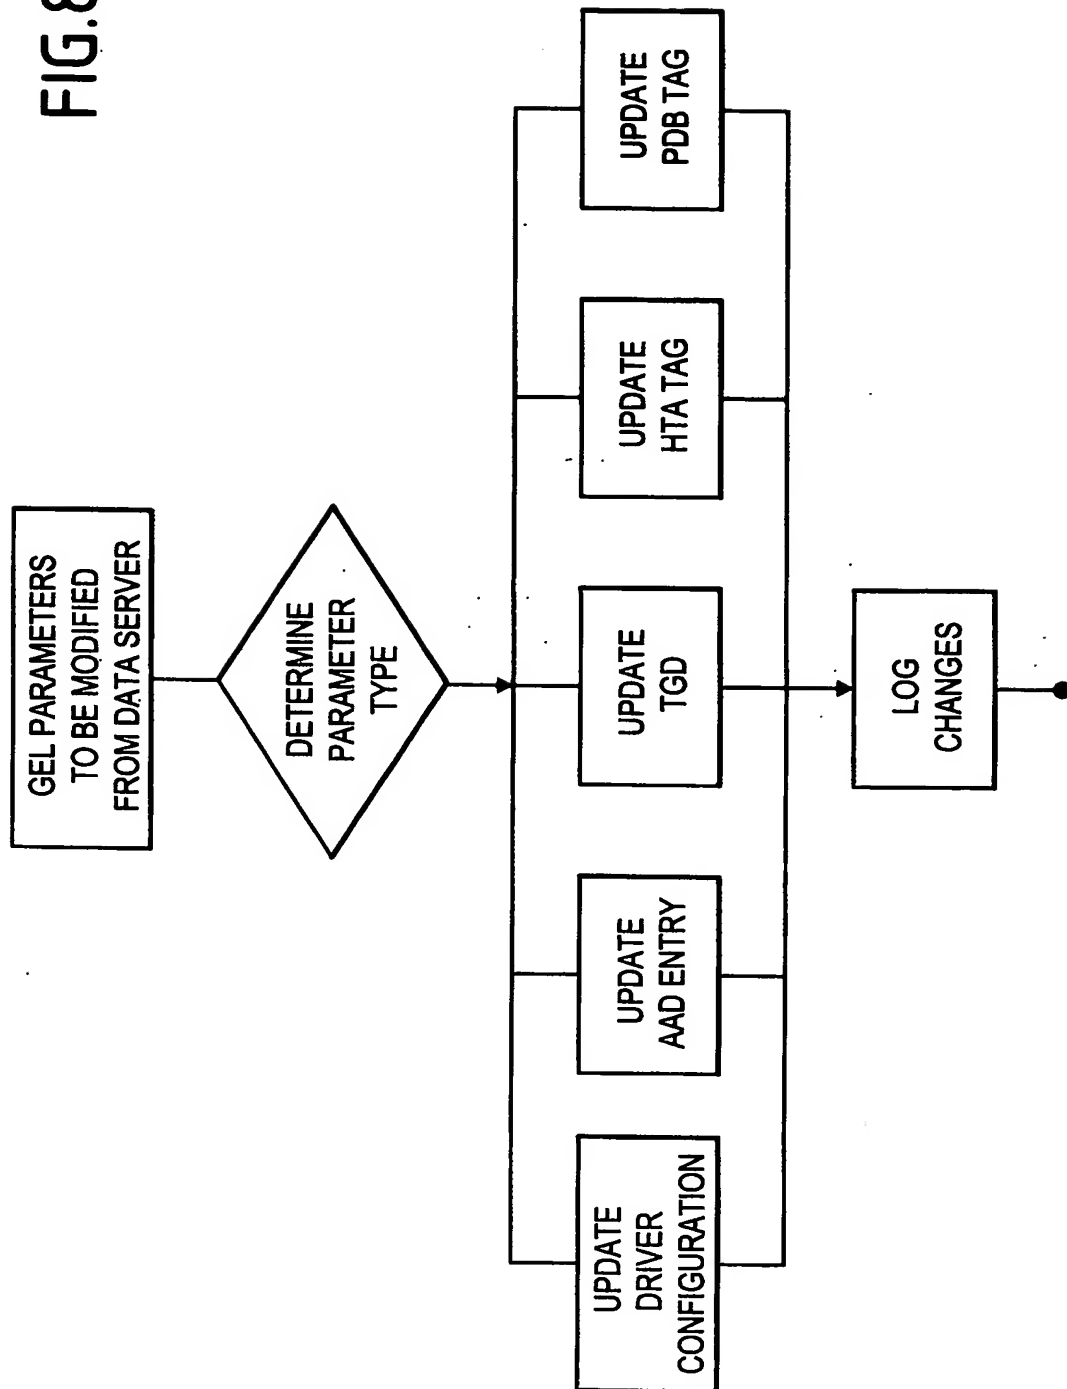 FIG.8
GEL PARAMETERS
TO BE MODIFIED
FROM DATA SERVER
DETERMINE
PARAMETER
TYPE
UPDATE
DRIVER
CONFIGURATION
UPDATE
AAD ENTRY
UPDATE
TGD
UPDATE
HTA TAG
UPDATE
PDB TAG
LOG
CHANGES